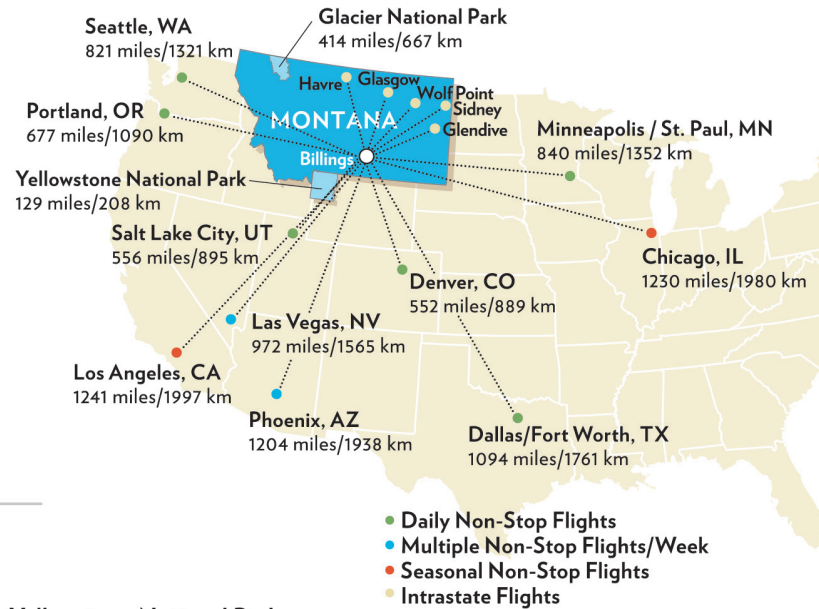 Glacier National Park
414 miles/667 km
Seattle, WA
821 miles/1321 km
Havre
Glasgow
Wolf Point
Sidney
Glendive
MONTANA
Billings
Portland, OR
677 miles/1090 km
Minneapolis / St. Paul, MN
840 miles/1352 km
Yellowstone National Park
129 miles/208 km
Salt Lake City, UT
556 miles/895 km
Chicago, IL
1230 miles/1980 km
Denver, CO
552 miles/889 km
Las Vegas, NV
972 miles/1565 km
Los Angeles, CA
1241 miles/1997 km
Phoenix, AZ
1204 miles/1938 km
Dallas/Fort Worth, TX
1094 miles/1761 km
Daily Non-Stop Flights
Multiple Non-Stop Flights/Week
Seasonal Non-Stop Flights
Intrastate Flights